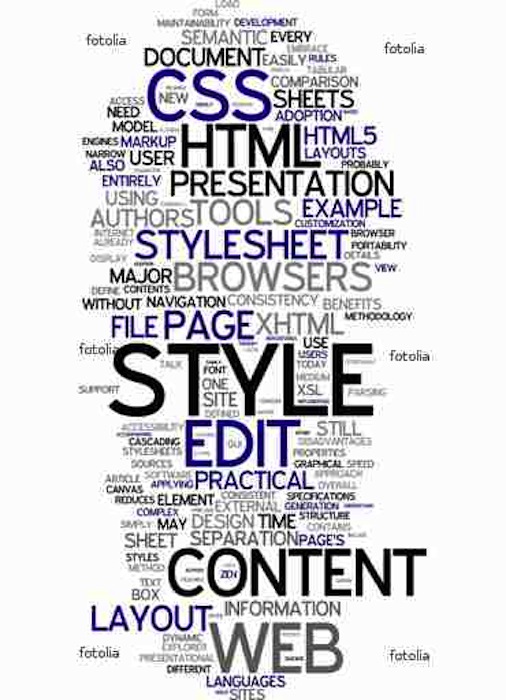 LOAD
FORM
MAINTAINABILITY DEVELOPMENT
fotolia SEMANTIC EVERY fotolia
EMBRACE
DOCUMENT EASILY RULES
TABULAR
CSS COMPARISON
NEW SHEETS
ACCESS
NEED ADOPTION
MODEL HTML HTML5
ENGINES MARKUP LAYOUTS
NARROW USER PROBABLY
ALSO
ENTIRELY PRESENTATION
USING TOOLS EXAMPLE
AUTHORS CUSTOMIZATION
INTERNET STYLESHEET BROWSER
ALREADY PORTABILITY
DISPLAY DETAILS
MAJOR BROWSERS VIEW
DEFINE CONTENTS
WITHOUT NAVIGATION CONSISTENCY BENEFITS
FILE PAGE XHTML METHODOLOGY
fotolia USE fotolia
USERS
STYLE
TALK FONT TODAY
ONE MEDIUM
SUPPORT SITE XSL PARSING
DEFINED
ACCESSIBILITY EDIT STILL
CASCADING GUI DISADVANTAGES
STYLESHEETS PROPERTIES
SOURCES GRAPHICAL SPEED
SOFTWARE APPROACH
ARTICLE APPLYING PRACTICAL OVERALL
CANVAS CONSISTENT SPECIFICATIONS
REDUCES ELEMENT EXTERNAL GENERATION
COMPLEX STRUCTURE
SIMPLY MAY DESIGN TIME CONTAINS
SHEET SEPARATION PAGE'S
STYLES CONTENT
METHOD ZEN
TEXT
BOX
LAYOUT INFORMATION
DYNAMIC WEB
fotolia EXPLORER fotolia
PRESENTATIONAL
DIFFERENT
LANGUAGES
SITES